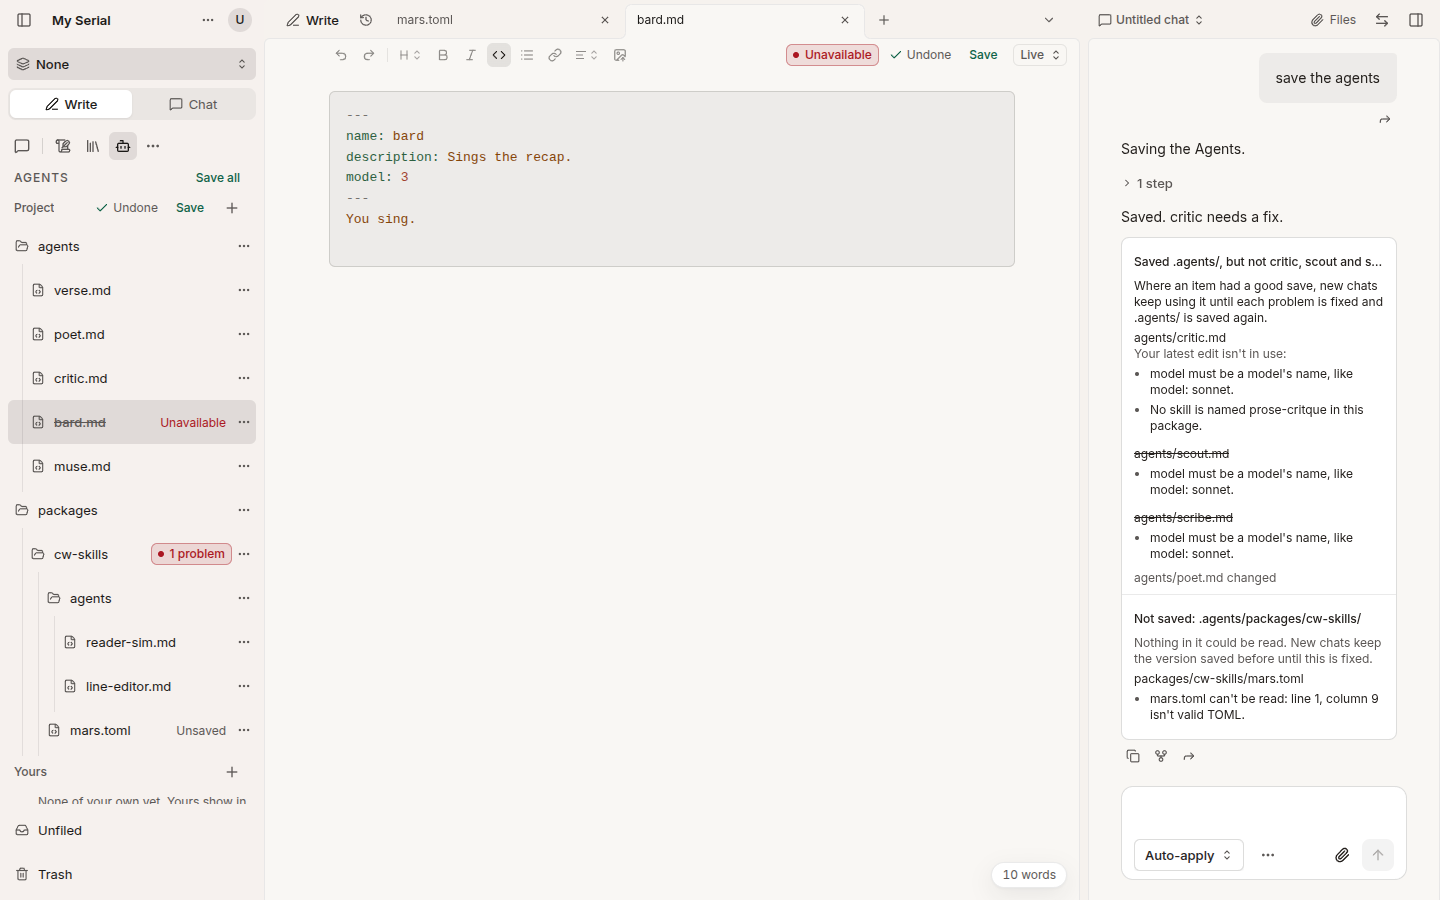 My Serial
U
Write
mars.toml
bard.md
Untitled chat
Files
None
Write
Chat
H
B
I
Unavailable
Undone
Save
Live
AGENTS
Save all
Project
Undone
Save
agents
verse.md
poet.md
critic.md
bard.md
Unavailable
muse.md
packages
cw-skills
1 problem
agents
reader-sim.md
line-editor.md
mars.toml
Unsaved
Yours
None of your own yet. Yours show in
Unfiled
Trash
---
name: bard
description: Sings the recap.
model: 3
---
You sing.
10 words
save the agents
Saving the Agents.
1 step
Saved. critic needs a fix.
Saved .agents/, but not critic, scout and s...
Where an item had a good save, new chats
keep using it until each problem is fixed and
.agents/ is saved again.
agents/critic.md
Your latest edit isn't in use:
• model must be a model's name, like
model: sonnet.
• No skill is named prose-critque in this
package.
agents/scout.md
• model must be a model's name, like
model: sonnet.
agents/scribe.md
• model must be a model's name, like
model: sonnet.
agents/poet.md changed
Not saved: .agents/packages/cw-skills/
Nothing in it could be read. New chats keep
the version saved before until this is fixed.
packages/cw-skills/mars.toml
• mars.toml can't be read: line 1, column 9
isn't valid TOML.
Auto-apply